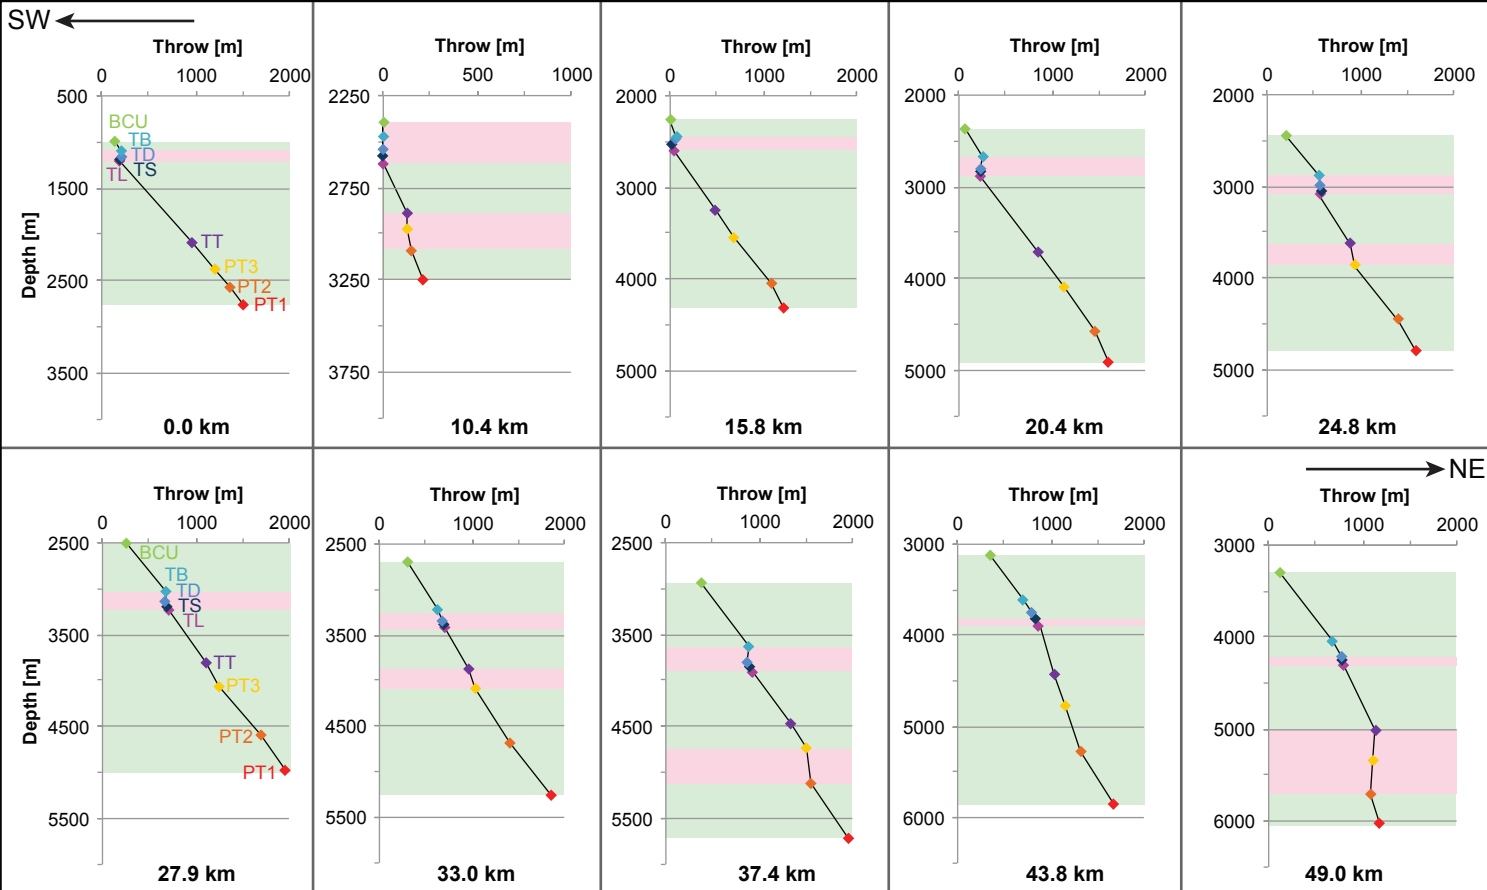 SW
Throw [m]
0 1000 2000
500
1500
2500
3500
Depth [m]
BCU
TB
TD
TS
TL
TT
PT3
PT2
PT1
0.0 km
Throw [m]
0 500 1000
2250
2750
3250
3750
10.4 km
Throw [m]
0 1000 2000
2000
3000
4000
5000
15.8 km
Throw [m]
0 1000 2000
2000
3000
4000
5000
20.4 km
Throw [m]
0 1000 2000
2000
3000
4000
5000
24.8 km
Throw [m]
0 1000 2000
2500
3500
4500
5500
Depth [m]
BCU
TB
TD
TS
TL
TT
PT3
PT2
PT1
27.9 km
Throw [m]
0 1000 2000
2500
3500
4500
5500
33.0 km
Throw [m]
0 1000 2000
2500
3500
4500
5500
37.4 km
Throw [m]
0 1000 2000
3000
4000
5000
6000
43.8 km
NE
Throw [m]
0 1000 2000
3000
4000
5000
6000
49.0 km